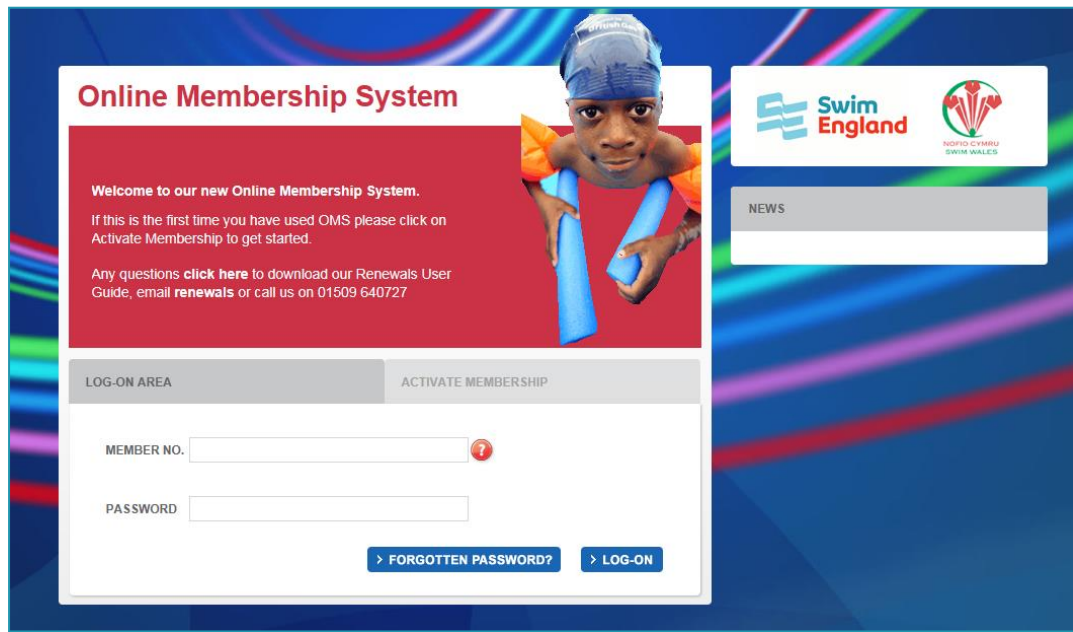 British Gas
Online Membership System
Welcome to our new Online Membership System.
If this is the first time you have used OMS please click on
Activate Membership to get started.
Any questions click here to download our Renewals User
Guide, email renewals or call us on 01509 640727
LOG-ON AREA
ACTIVATE MEMBERSHIP
MEMBER NO.
?
PASSWORD
> FORGOTTEN PASSWORD?
> LOG-ON
Swim
England
NOFIO CYMRU
SWIM WALES
NEWS